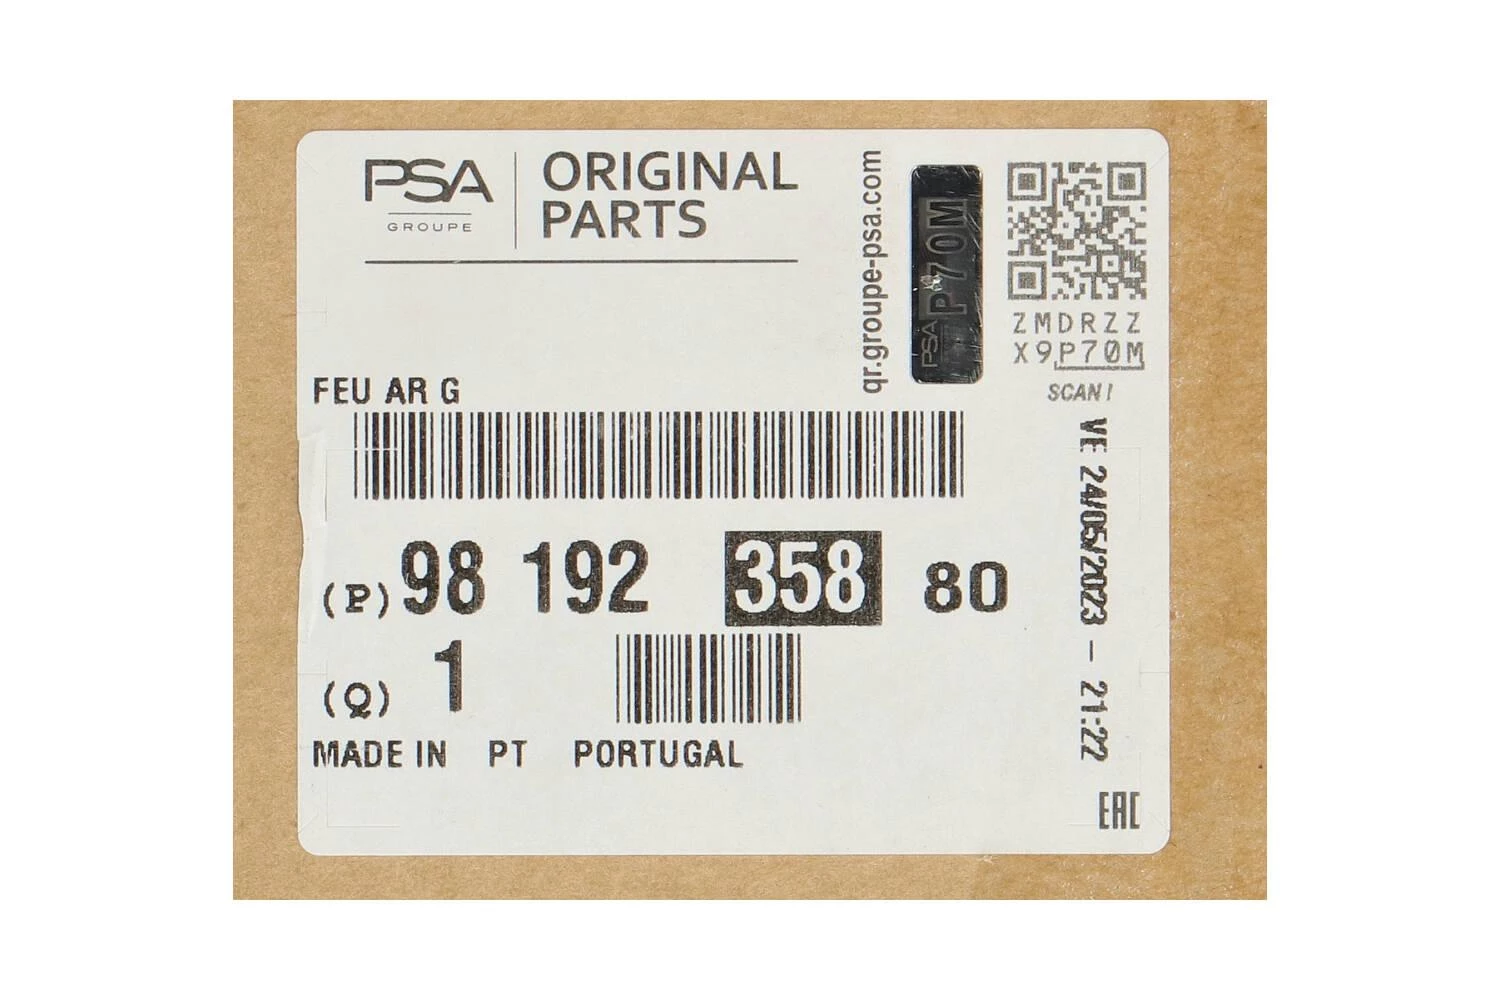 PSA
GROUPE
ORIGINAL
PARTS
qr.groupe-psa.com
P70M
PSA
ZMDRZZ
X9P70M
SCAN!
FEU AR G
(P) 98 192 358 80
(Q) 1
MADE IN PT PORTUGAL
VE 24/05/2023 - 21:22
EAC